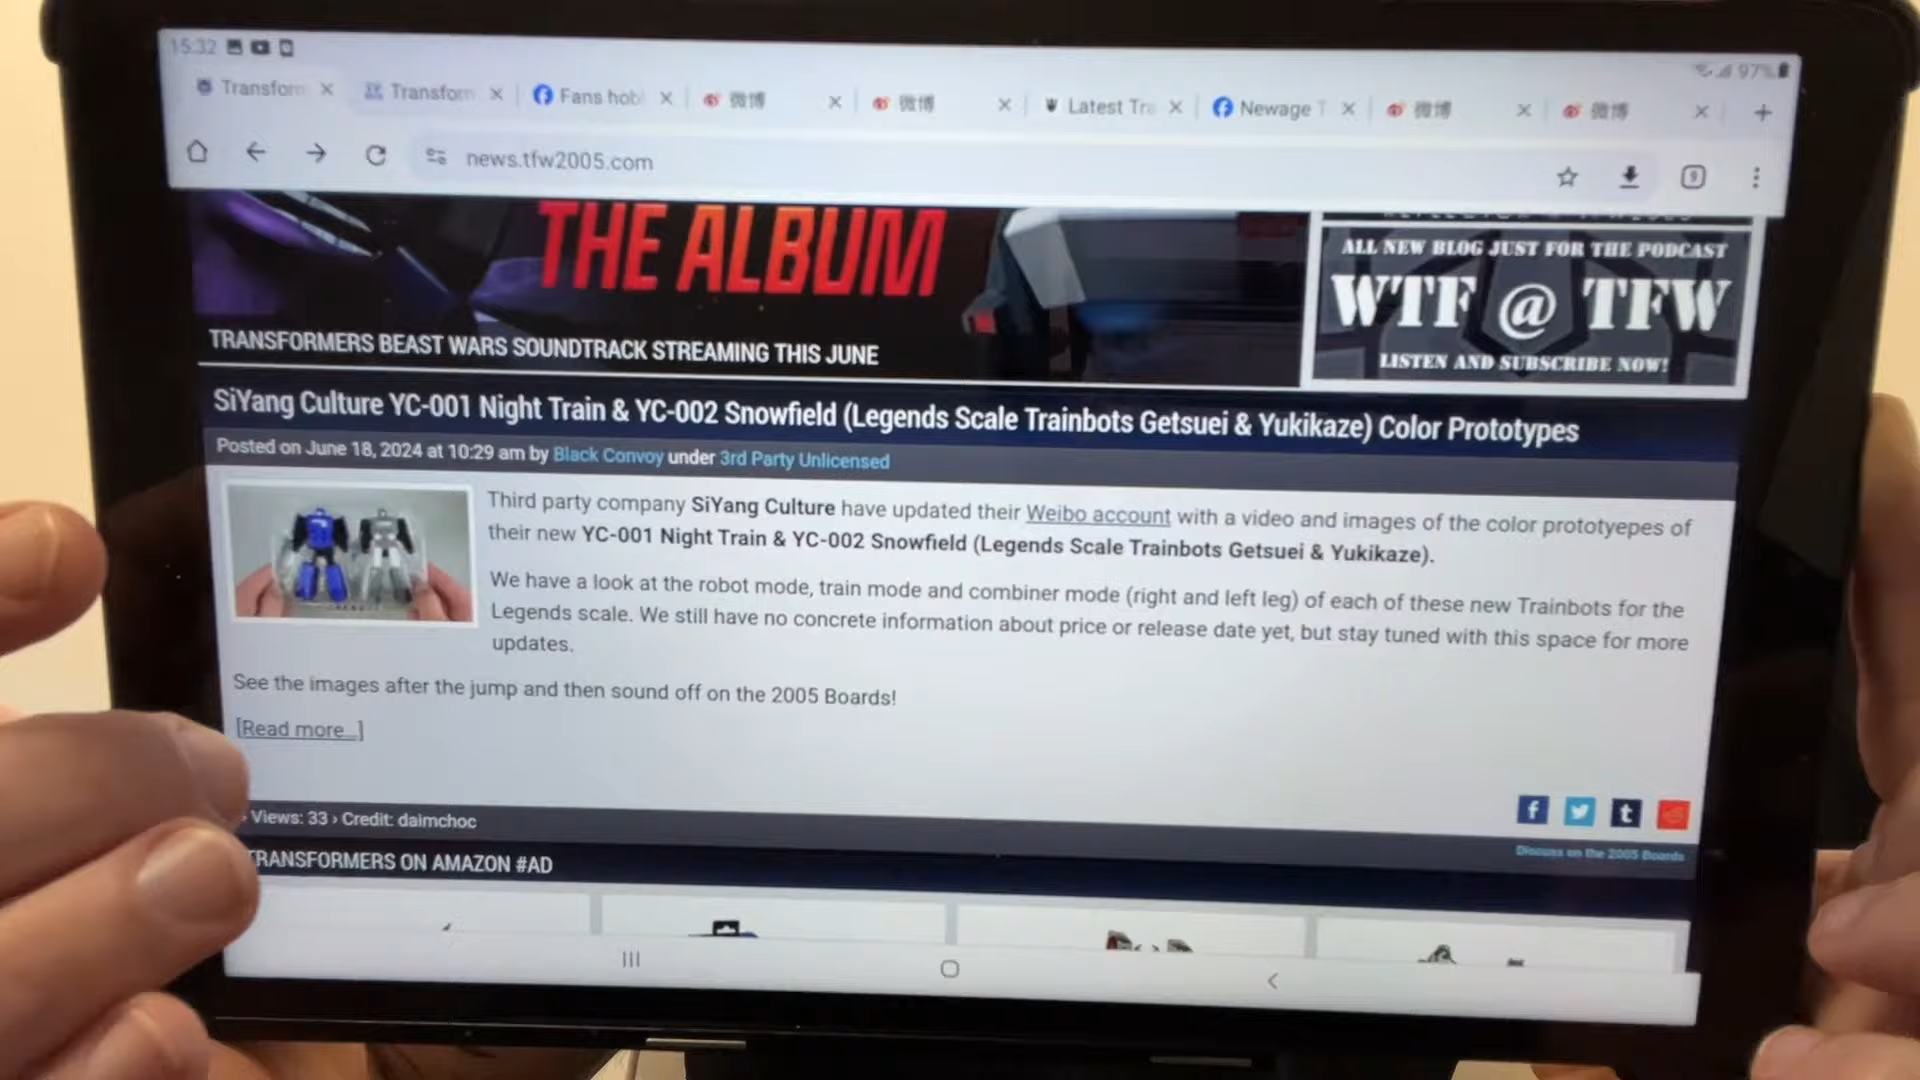 15:32
97%
Transform
Transform
Fans hob
微博
微博
Latest Tra
Newage T
微博
微博
news.tfw2005.com
9
THE ALBUM
TRANSFORMERS BEAST WARS SOUNDTRACK STREAMING THIS JUNE
ALL NEW BLOG JUST FOR THE PODCAST
WTF @ TFW
LISTEN AND SUBSCRIBE NOW!
SiYang Culture YC-001 Night Train & YC-002 Snowfield (Legends Scale Trainbots Getsuei & Yukikaze) Color Prototypes
Posted on June 18, 2024 at 10:29 am by Black Convoy under 3rd Party Unlicensed
Third party company SiYang Culture have updated their Weibo account with a video and images of the color prototyepes of
their new YC-001 Night Train & YC-002 Snowfield (Legends Scale Trainbots Getsuei & Yukikaze).
We have a look at the robot mode, train mode and combiner mode (right and left leg) of each of these new Trainbots for the
Legends scale. We still have no concrete information about price or release date yet, but stay tuned with this space for more
updates.
See the images after the jump and then sound off on the 2005 Boards!
[Read more…]
› Views: 33 › Credit: daimchoc
Discuss on the 2005 Boards
TRANSFORMERS ON AMAZON #AD